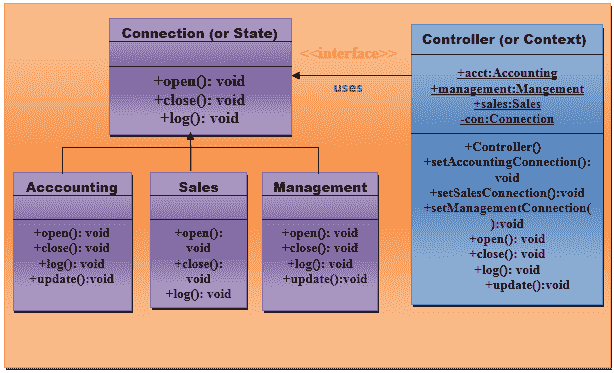 Connection (or State)
+open(): void
+close(): void
+log(): void
<<interface>>
uses
Controller (or Context)
+acct:Accounting
+management:Mangement
+sales:Sales
-con:Connection
+Controller()
+setAccountingConnection():
void
+setSalesConnection():void
+setManagementConnection(
):void
+open(): void
+close(): void
+log(): void
+update():void
Acccounting
+open(): void
+close(): void
+log(): void
+update():void
Sales
+open():
void
+close():
void
+log(): void
Management
+open(): void
+close(): void
+log(): void
+update():void